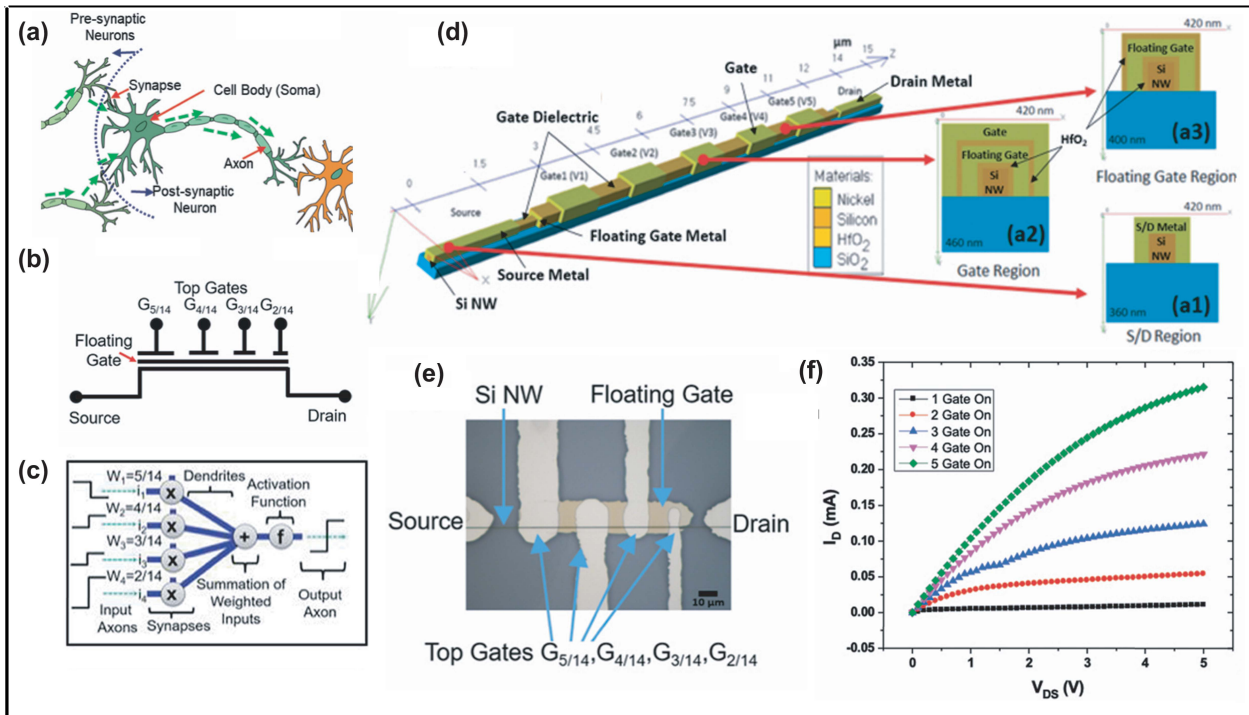 (a)
Pre-synaptic
Neurons
Synapse
Cell Body (Soma)
Axon
Post-synaptic
Neuron
(b)
Top Gates
G5/14 G4/14 G3/14 G2/14
Floating
Gate
Source
Drain
(c)
W1=5/14
Dendrites
Activation
Function
i1
X
W2=4/14
i2
X
+
f
W3=3/14
i3
X
W4=2/14
i4
X
Summation of
Weighted
Inputs
Output
Axon
Input
Axons
Synapses
(d)
μm
0
1.5
3
4.5
6
7.5
9
11
12
14
15
Z
X
Source
Gate1 (V1)
Gate2 (V2)
Gate3 (V3)
Gate4 (V4)
Gate5 (V5)
Drain
Gate
Drain Metal
Gate Dielectric
Floating Gate Metal
Source Metal
Si NW
Materials:
Nickel
Silicon
HfO2
SiO2
420 nm
Floating Gate
Si
NW
400 nm
(a3)
Floating Gate Region
HfO2
420 nm
Gate
Floating Gate
Si
NW
460 nm
(a2)
Gate Region
420 nm
S/D Metal
Si
NW
360 nm
(a1)
S/D Region
(e)
Si NW
Floating Gate
Source
Drain
10 μm
Top Gates G5/14,G4/14,G3/14,G2/14
(f)
1 Gate On
2 Gate On
3 Gate On
4 Gate On
5 Gate On
0.35
0.30
0.25
0.20
0.15
0.10
0.05
0.00
-0.05
ID (mA)
0
1
2
3
4
5
VDS (V)